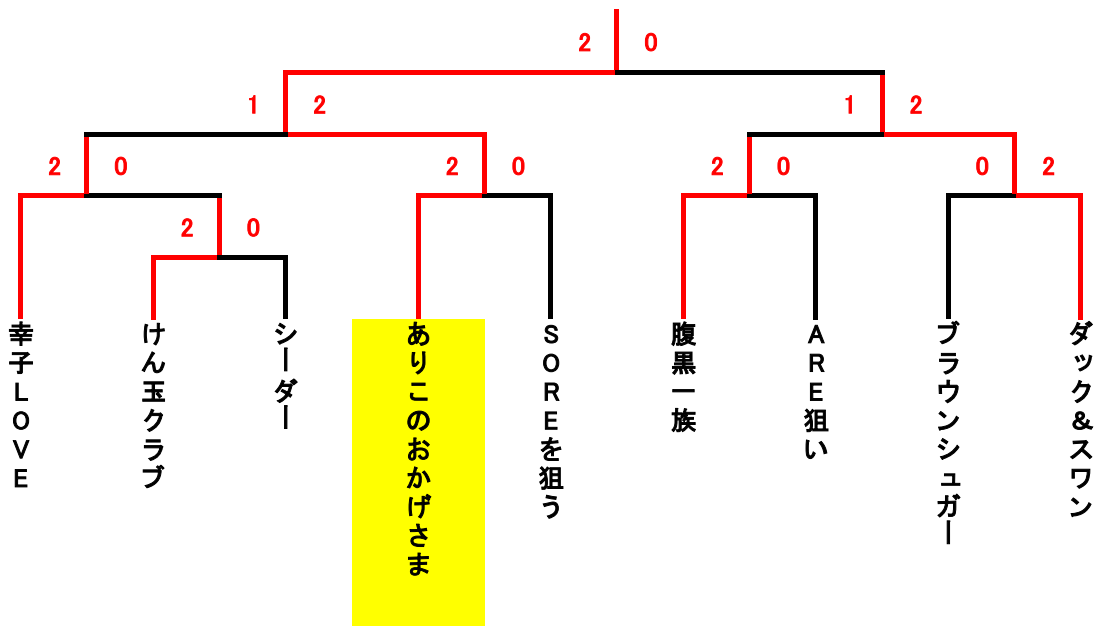 2 0
1 2
1 2
2 0
2 0
2 0
0 2
2 0
幸子ＬＯＶＥ
けん玉クラブ
シーダー
ありこのおかげさま
ＳＯＲＥを狙う
腹黒一族
ＡＲＥ狙い
ブラウンシュガー
ダック＆スワン